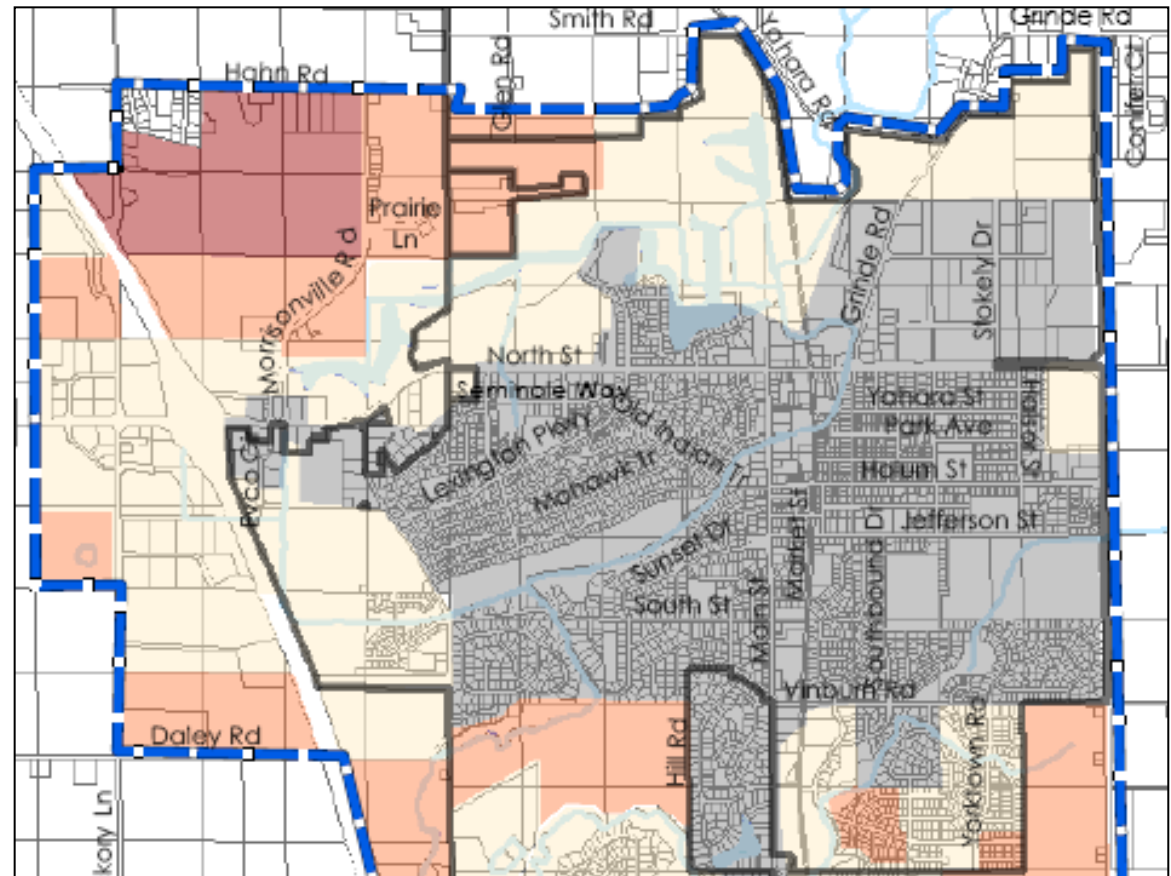 Smith Rd
Grinde Rd
Yahara Rd
Hahn Rd
Glen Rd
Conifer Ct
Prairie
Ln
Grinde Rd
Stokely Dr
Morrisonville Rd
North St
Seminole Way
Old Indian
Yahara St
Park Ave
Lexington Pkwy
Mohawk Tr
Holum St
Jefferson St
Sunset Dr
Market St
South St
Main St
Southbound Dr
Vinburn Rd
Daley Rd
Hill Rd
Yorktown Rd
kory Ln